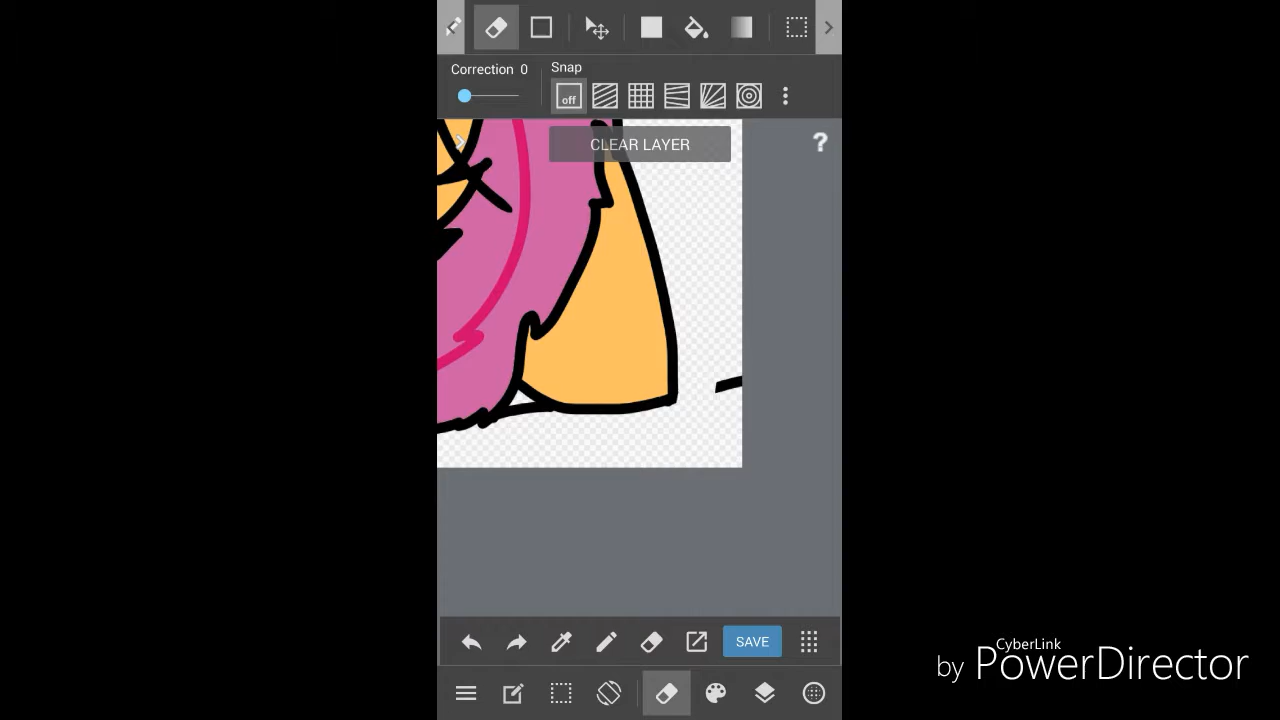 Correction 0
Snap
off
CLEAR LAYER
?
SAVE
CyberLink
by PowerDirector